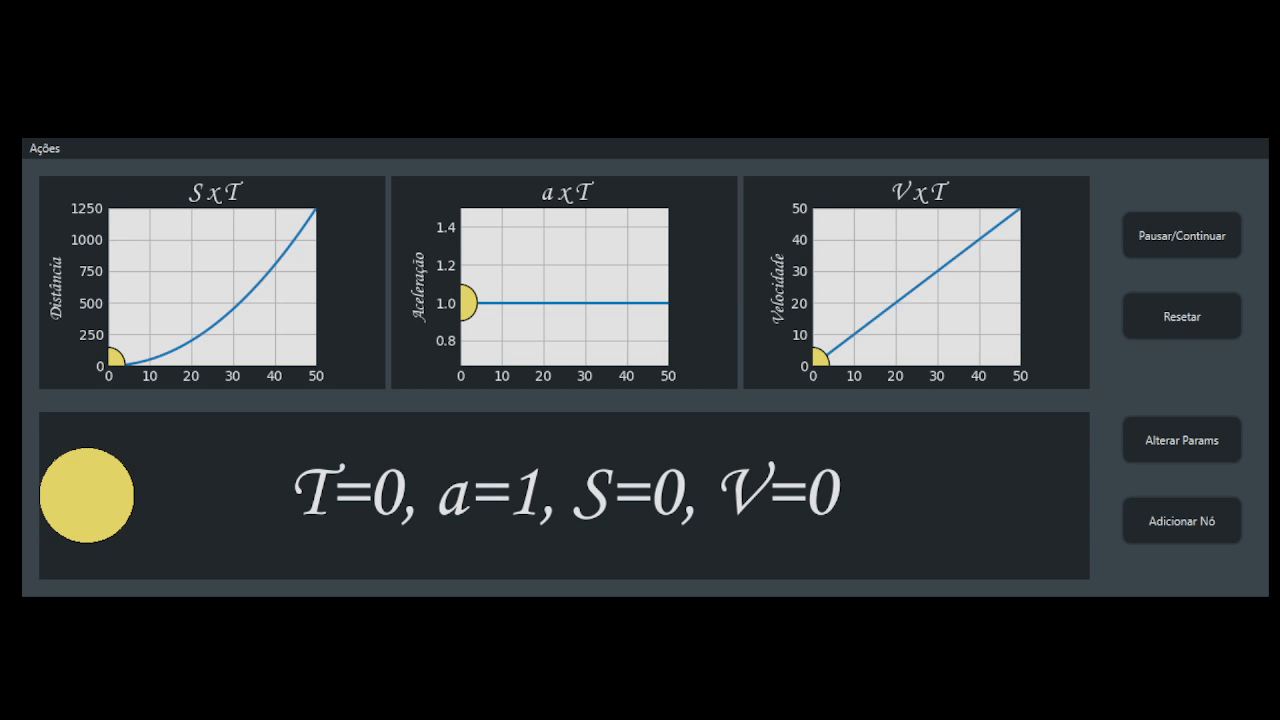 Ações
S x T
a x T
V x T
Distância
1250
1000
750
500
250
0
0 10 20 30 40 50
Aceleração
1.4
1.2
1.0
0.8
0 10 20 30 40 50
Velocidade
50
40
30
20
10
0
0 10 20 30 40 50
Pausar/Continuar
Resetar
Alterar Params
Adicionar Nó
T=0, a=1, S=0, V=0